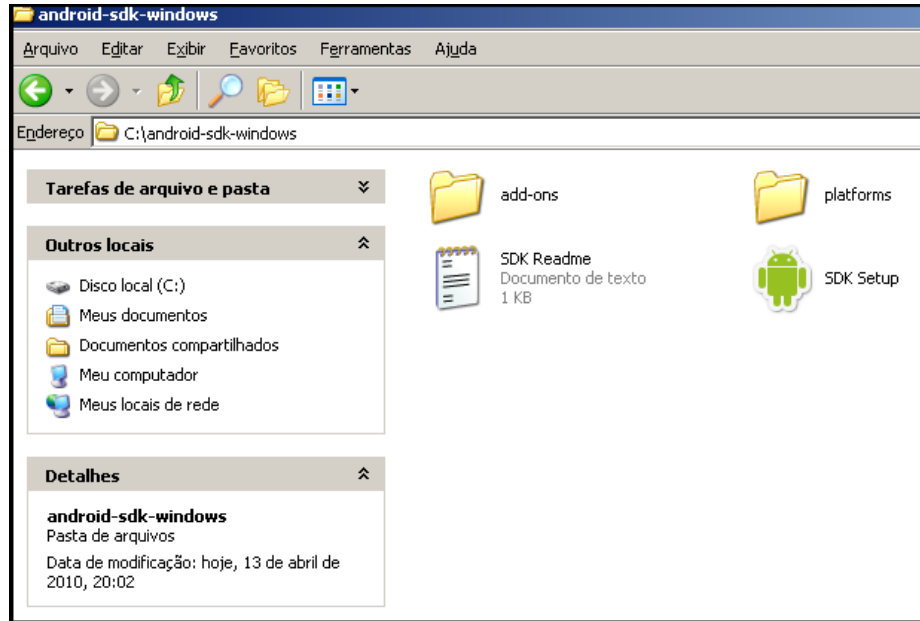 android-sdk-windows
Arquivo Editar Exibir Favoritos Ferramentas Ajuda
Endereço C:\android-sdk-windows
Tarefas de arquivo e pasta
Outros locais
Disco local (C:)
Meus documentos
Documentos compartilhados
Meu computador
Meus locais de rede
Detalhes
android-sdk-windows
Pasta de arquivos
Data de modificação: hoje, 13 de abril de
2010, 20:02
add-ons
platforms
SDK Readme
Documento de texto
1 KB
SDK Setup